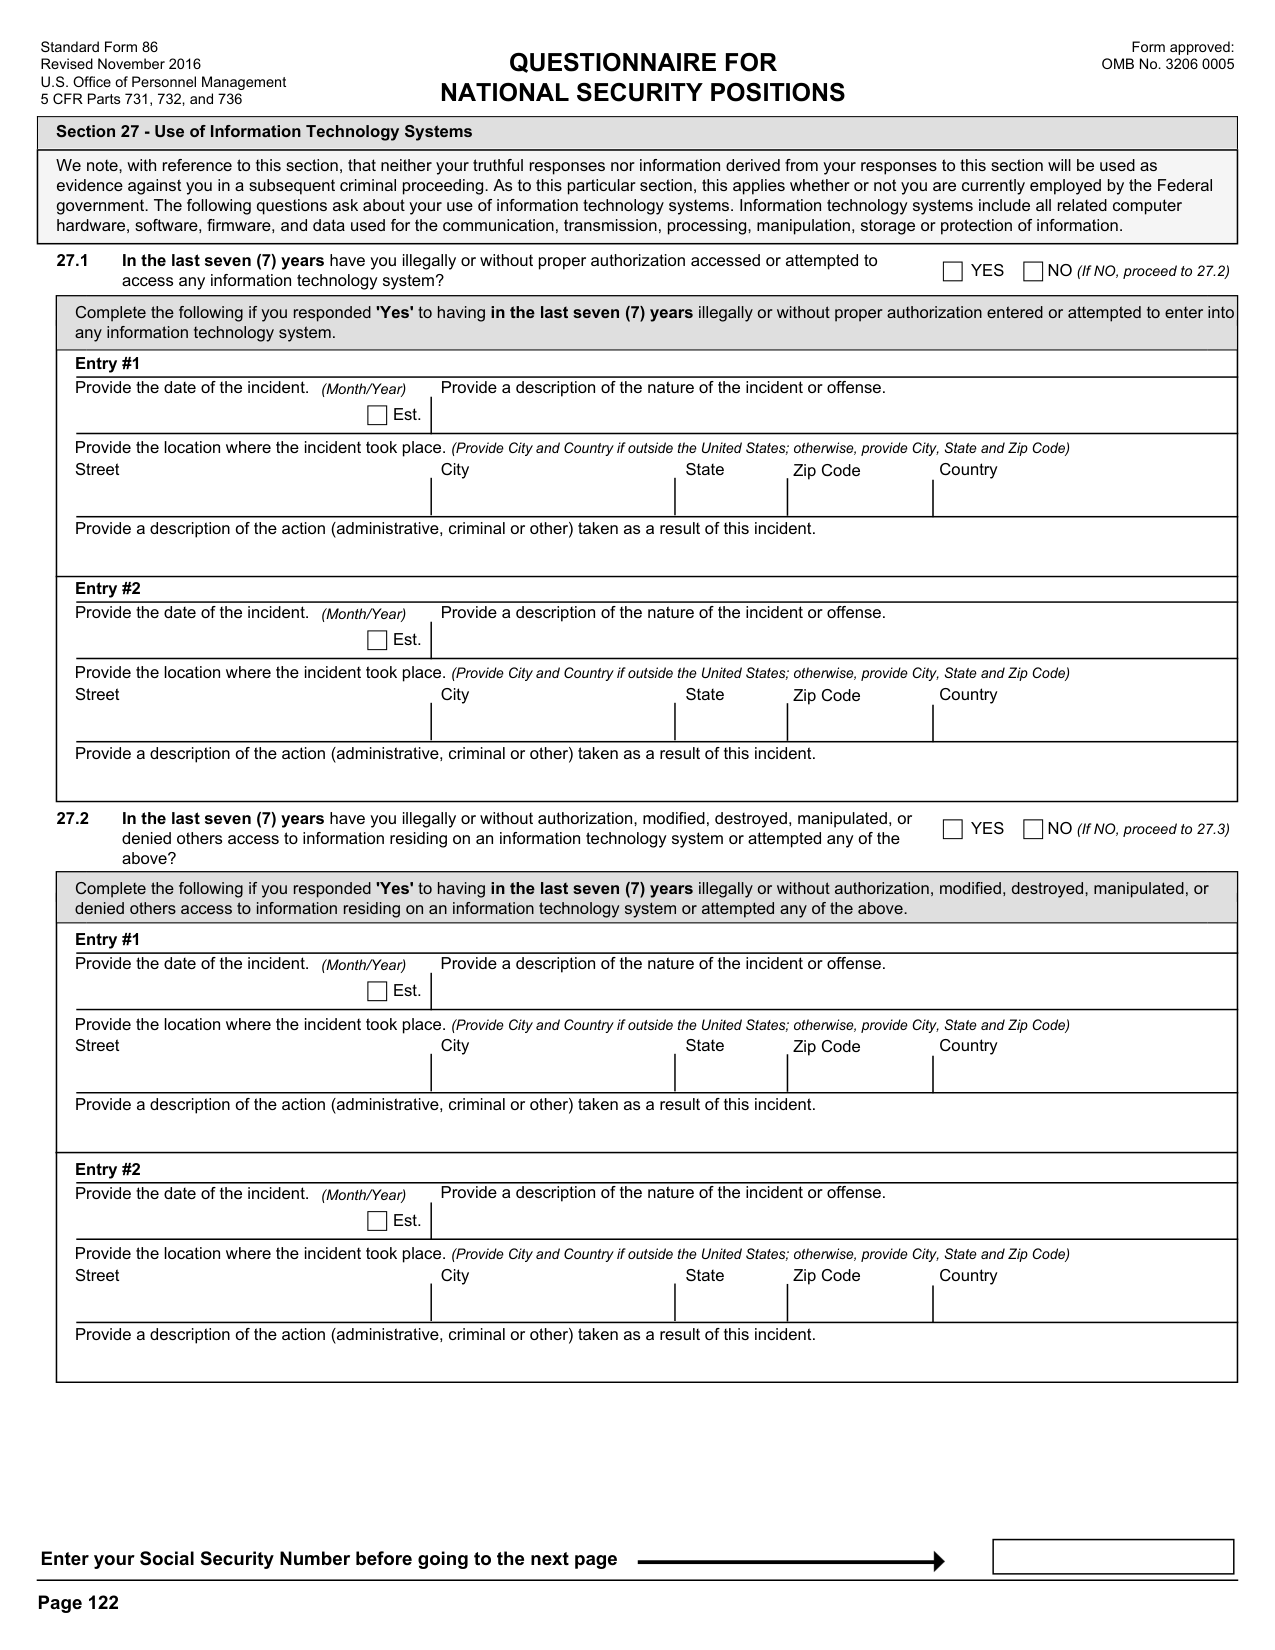 Standard Form 86
Revised November 2016
U.S. Office of Personnel Management
5 CFR Parts 731, 732, and 736
QUESTIONNAIRE FOR
NATIONAL SECURITY POSITIONS
Form approved:
OMB No. 3206 0005
Section 27 - Use of Information Technology Systems
We note, with reference to this section, that neither your truthful responses nor information derived from your responses to this section will be used as
evidence against you in a subsequent criminal proceeding. As to this particular section, this applies whether or not you are currently employed by the Federal
government. The following questions ask about your use of information technology systems. Information technology systems include all related computer
hardware, software, firmware, and data used for the communication, transmission, processing, manipulation, storage or protection of information.
27.1 In the last seven (7) years have you illegally or without proper authorization accessed or attempted to
access any information technology system?
YES NO (If NO, proceed to 27.2)
Complete the following if you responded 'Yes' to having in the last seven (7) years illegally or without proper authorization entered or attempted to enter into
any information technology system.
Entry #1
Provide the date of the incident. (Month/Year) Provide a description of the nature of the incident or offense.
Est.
Provide the location where the incident took place. (Provide City and Country if outside the United States; otherwise, provide City, State and Zip Code)
Street City State Zip Code Country
Provide a description of the action (administrative, criminal or other) taken as a result of this incident.
Entry #2
Provide the date of the incident. (Month/Year) Provide a description of the nature of the incident or offense.
Est.
Provide the location where the incident took place. (Provide City and Country if outside the United States; otherwise, provide City, State and Zip Code)
Street City State Zip Code Country
Provide a description of the action (administrative, criminal or other) taken as a result of this incident.
27.2 In the last seven (7) years have you illegally or without authorization, modified, destroyed, manipulated, or
denied others access to information residing on an information technology system or attempted any of the
above?
YES NO (If NO, proceed to 27.3)
Complete the following if you responded 'Yes' to having in the last seven (7) years illegally or without authorization, modified, destroyed, manipulated, or
denied others access to information residing on an information technology system or attempted any of the above.
Entry #1
Provide the date of the incident. (Month/Year) Provide a description of the nature of the incident or offense.
Est.
Provide the location where the incident took place. (Provide City and Country if outside the United States; otherwise, provide City, State and Zip Code)
Street City State Zip Code Country
Provide a description of the action (administrative, criminal or other) taken as a result of this incident.
Entry #2
Provide the date of the incident. (Month/Year) Provide a description of the nature of the incident or offense.
Est.
Provide the location where the incident took place. (Provide City and Country if outside the United States; otherwise, provide City, State and Zip Code)
Street City State Zip Code Country
Provide a description of the action (administrative, criminal or other) taken as a result of this incident.
Enter your Social Security Number before going to the next page
Page 122